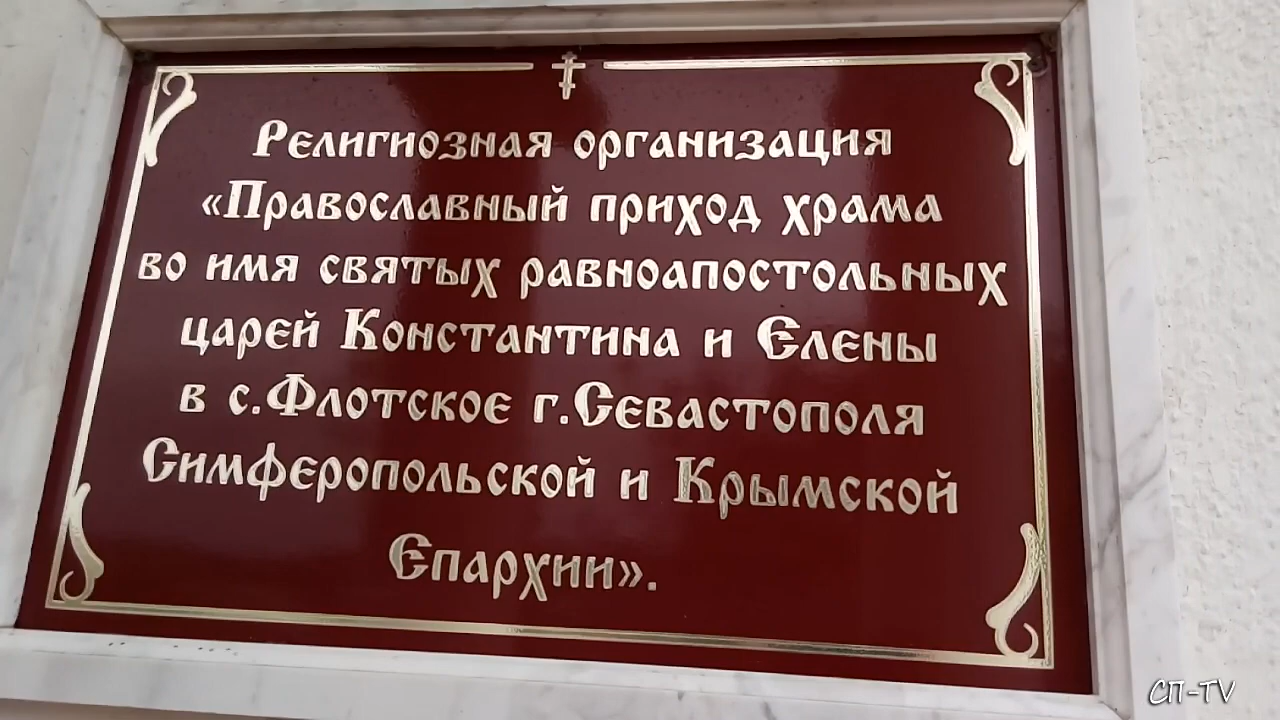 Религиозная организация
«Православный приход храма
во имя святых равноапостольных
царей Константина и Елены
в с.Флотское г.Севастополя
Симферопольской и Крымской
Епархии».
СП-TV